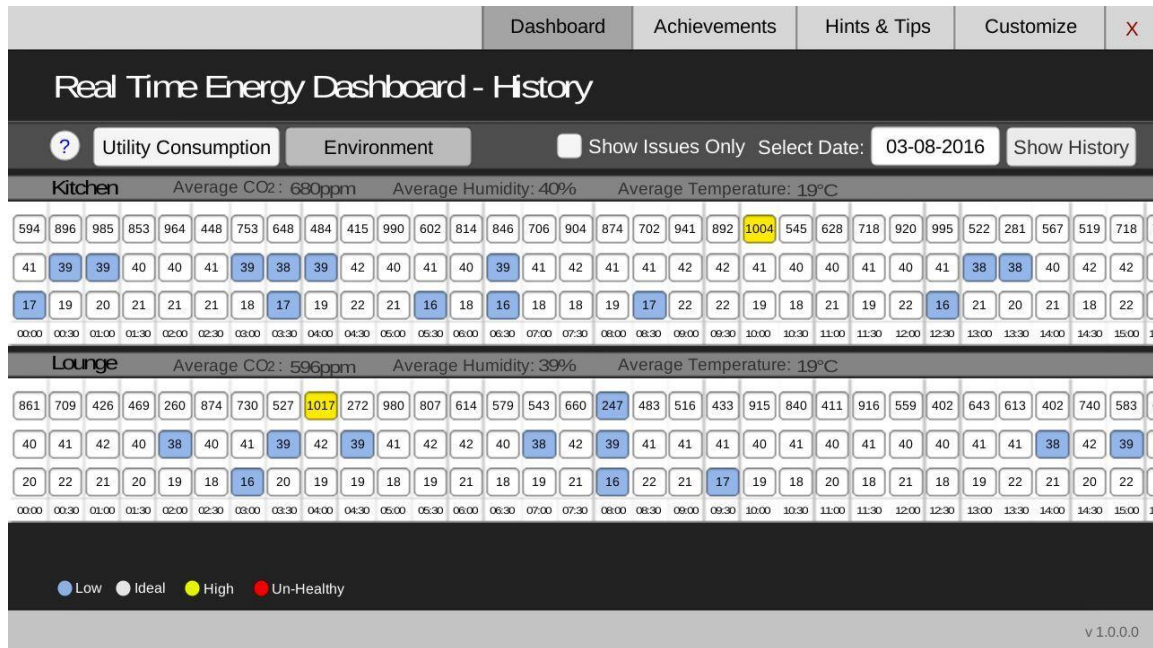 Dashboard Achievements Hints & Tips Customize X
Real Time Energy Dashboard - History
? Utility Consumption Environment Show Issues Only Select Date: 03-08-2016 Show History
Kitchen Average CO2 : 680ppm Average Humidity: 40% Average Temperature: 19°C
594 896 985 853 964 448 753 648 484 415 990 602 814 846 706 904 874 702 941 892 1004 545 628 718 920 995 522 281 567 519 718
41 39 39 40 40 41 39 38 39 42 40 41 40 39 41 42 41 41 42 42 41 40 40 41 40 41 38 38 40 42 42
17 19 20 21 21 21 18 17 19 22 21 16 18 16 18 18 19 17 22 22 19 18 21 19 22 16 21 20 21 18 22
00:00 00:30 01:00 01:30 02:00 02:30 03:00 03:30 04:00 04:30 05:00 05:30 06:00 06:30 07:00 07:30 08:00 08:30 09:00 09:30 10:00 10:30 11:00 11:30 12:00 12:30 13:00 13:30 14:00 14:30 15:00
Lounge Average CO2 : 596ppm Average Humidity: 39% Average Temperature: 19°C
861 709 426 469 260 874 730 527 1017 272 980 807 614 579 543 660 247 483 516 433 915 840 411 916 559 402 643 613 402 740 583
40 41 42 40 38 40 41 39 42 39 41 42 42 40 38 42 39 41 41 41 40 41 40 41 40 40 41 41 38 42 39
20 22 21 20 19 18 16 20 19 19 18 19 21 18 19 21 16 22 21 17 19 18 20 18 21 18 19 22 21 20 22
00:00 00:30 01:00 01:30 02:00 02:30 03:00 03:30 04:00 04:30 05:00 05:30 06:00 06:30 07:00 07:30 08:00 08:30 09:00 09:30 10:00 10:30 11:00 11:30 12:00 12:30 13:00 13:30 14:00 14:30 15:00
Low Ideal High Un-Healthy
v 1.0.0.0